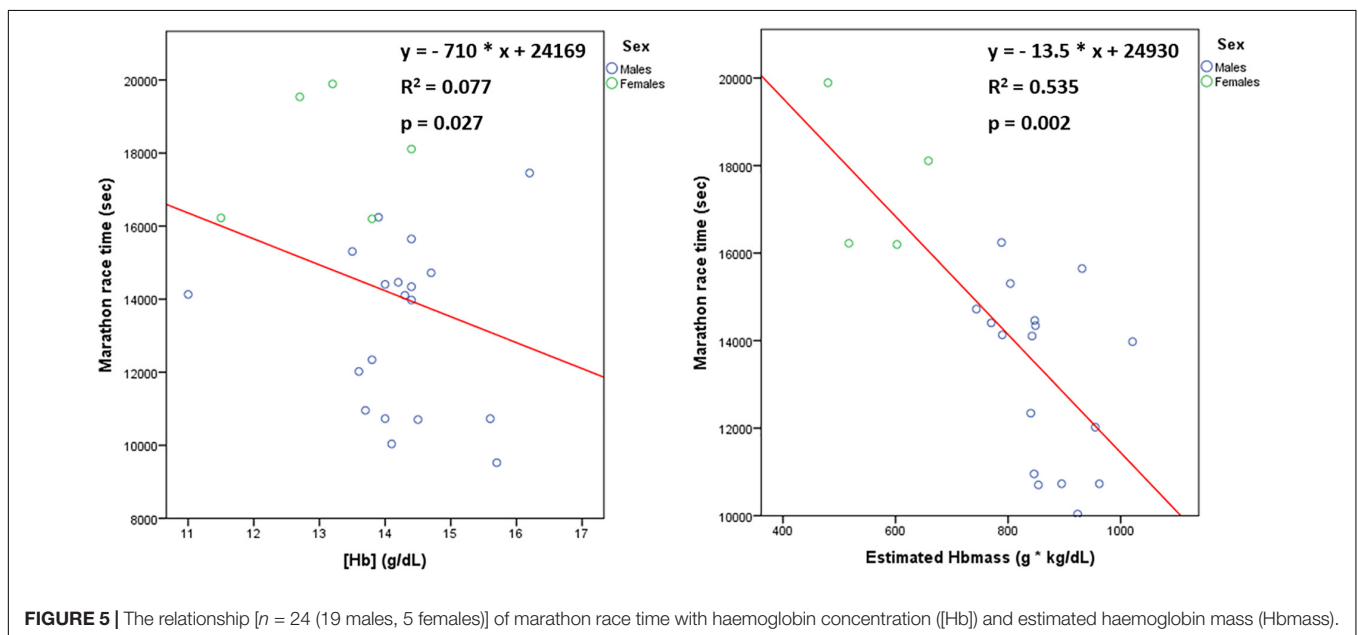 y = - 710 * x + 24169
R² = 0.077
p = 0.027
Sex
Males
Females
20000
18000
16000
14000
12000
10000
8000
Marathon race time (sec)
11 12 13 14 15 16 17
[Hb] (g/dL)
y = - 13.5 * x + 24930
R² = 0.535
p = 0.002
Sex
Males
Females
20000
18000
16000
14000
12000
10000
Marathon race time (sec)
400 600 800 1000
Estimated Hbmass (g * kg/dL)
FIGURE 5 | The relationship [n = 24 (19 males, 5 females)] of marathon race time with haemoglobin concentration ([Hb]) and estimated haemoglobin mass (Hbmass).